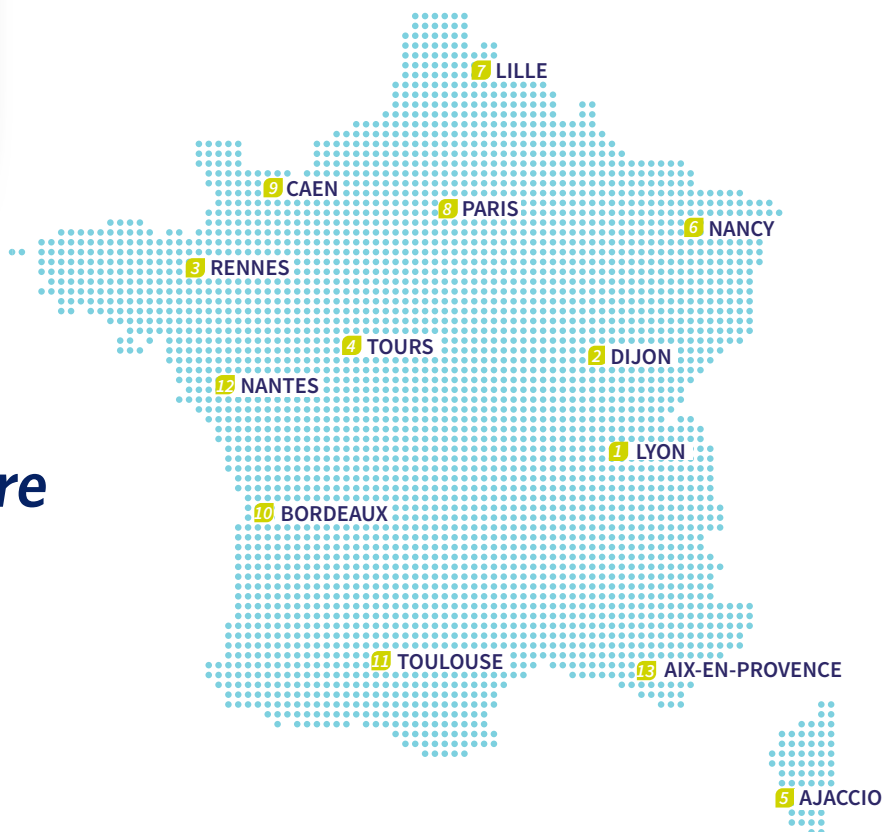 7 LILLE
9 CAEN
8 PARIS
6 NANCY
3 RENNES
4 TOURS
2 DIJON
12 NANTES
1 LYON
re
10 BORDEAUX
11 TOULOUSE
13 AIX-EN-PROVENCE
5 AJACCIO